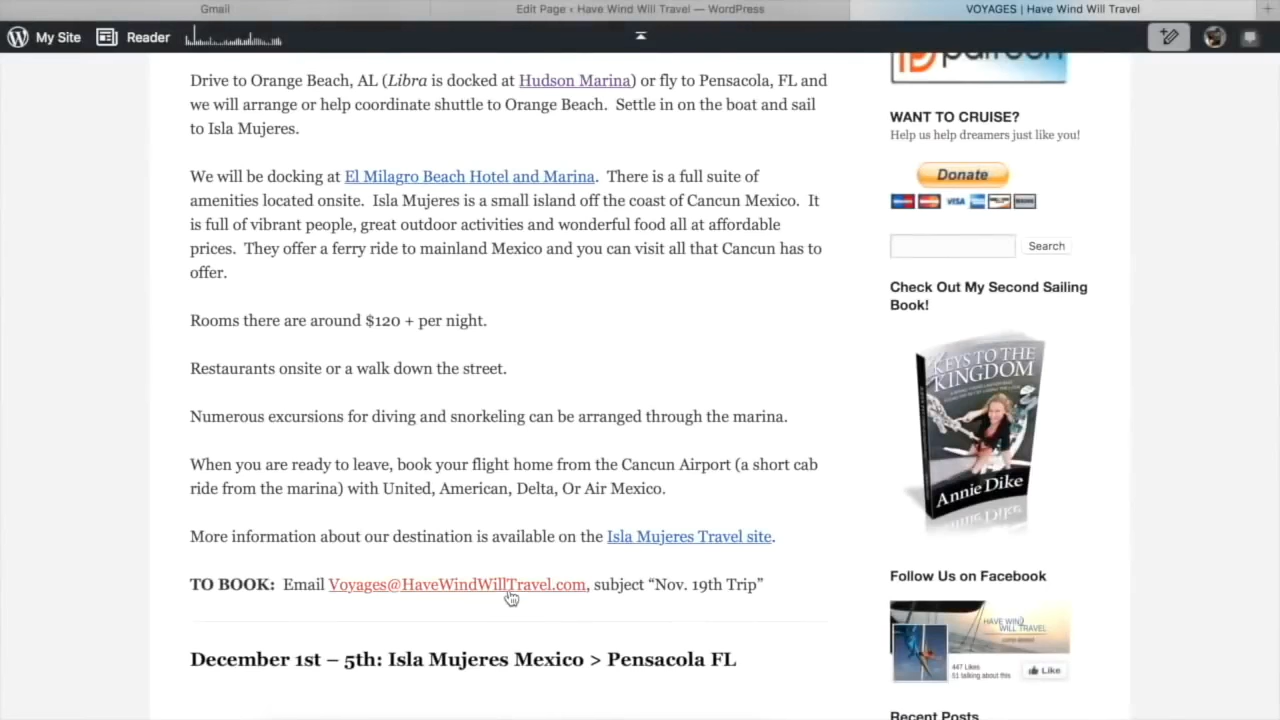 Gmail
Edit Page ‹ Have Wind Will Travel — WordPress
VOYAGES | Have Wind Will Travel
My Site
Reader
Drive to Orange Beach, AL (Libra is docked at Hudson Marina) or fly to Pensacola, FL and
we will arrange or help coordinate shuttle to Orange Beach.  Settle in on the boat and sail
to Isla Mujeres.
We will be docking at El Milagro Beach Hotel and Marina.  There is a full suite of
amenities located onsite.  Isla Mujeres is a small island off the coast of Cancun Mexico.  It
is full of vibrant people, great outdoor activities and wonderful food all at affordable
prices.  They offer a ferry ride to mainland Mexico and you can visit all that Cancun has to
offer.
Rooms there are around $120 + per night.
Restaurants onsite or a walk down the street.
Numerous excursions for diving and snorkeling can be arranged through the marina.
When you are ready to leave, book your flight home from the Cancun Airport (a short cab
ride from the marina) with United, American, Delta, Or Air Mexico.
More information about our destination is available on the Isla Mujeres Travel site.
TO BOOK:  Email Voyages@HaveWindWillTravel.com, subject “Nov. 19th Trip”
December 1st – 5th: Isla Mujeres Mexico > Pensacola FL
WANT TO CRUISE?
Help us help dreamers just like you!
Donate
VISA
Search
Check Out My Second Sailing
Book!
KEYS TO THE
KINGDOM
Annie Dike
Follow Us on Facebook
HAVE WIND
WILL TRAVEL
447 Likes
51 talking about this
Like
Recent Posts